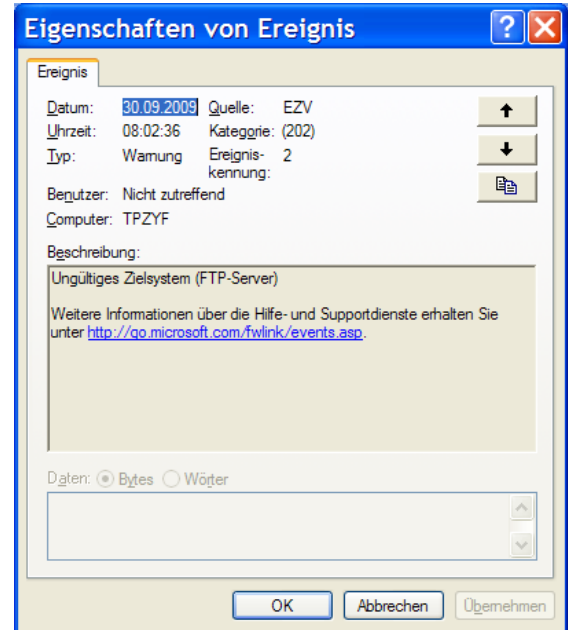 Eigenschaften von Ereignis
Ereignis
Datum: 30.09.2009 Quelle: EZV
Uhrzeit: 08:02:36 Kategorie: (202)
Typ: Warnung Ereignis- 2
kennung:
Benutzer: Nicht zutreffend
Computer: TPZYF
Beschreibung:
Ungültiges Zielsystem (FTP-Server)
Weitere Informationen über die Hilfe- und Supportdienste erhalten Sie
unter http://go.microsoft.com/fwlink/events.asp.
Daten: Bytes Wörter
OK Abbrechen Übernehmen